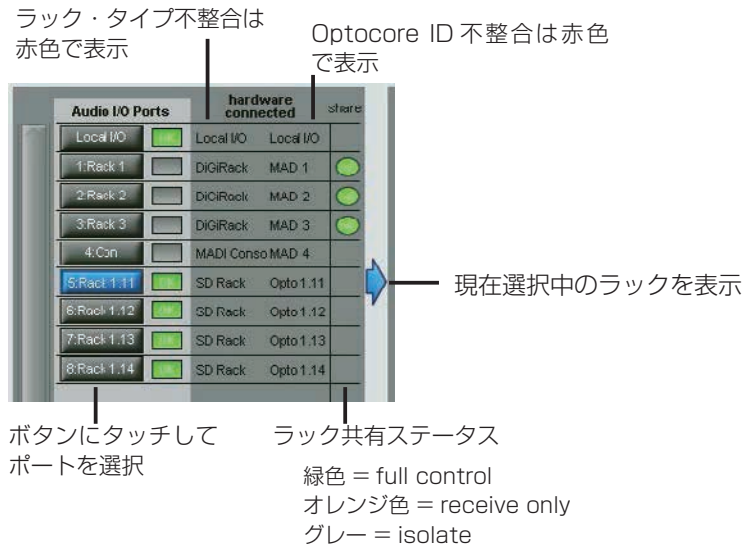 ラック・タイプ不整合は
赤色で表示
Optocore ID 不整合は赤色
で表示
Audio I/O Ports
hardware
connected
share
Local I/O Local I/O Local I/O
1:Rack 1 DiGiRack MAD 1
2:Rack 2 DiGiRack MAD 2
3:Rack 3 DiGiRack MAD 3
4:Con MADI Conso MAD 4
5:Rack 1.11 SD Rack Opto 1.11
6:Rack 1.12 SD Rack Opto 1.12
7:Rack 1.13 SD Rack Opto 1.13
8:Rack 1.14 SD Rack Opto 1.14
現在選択中のラックを表示
ボタンにタッチして
ポートを選択
ラック共有ステータス
緑色 = full control
オレンジ色 = receive only
グレー = isolate